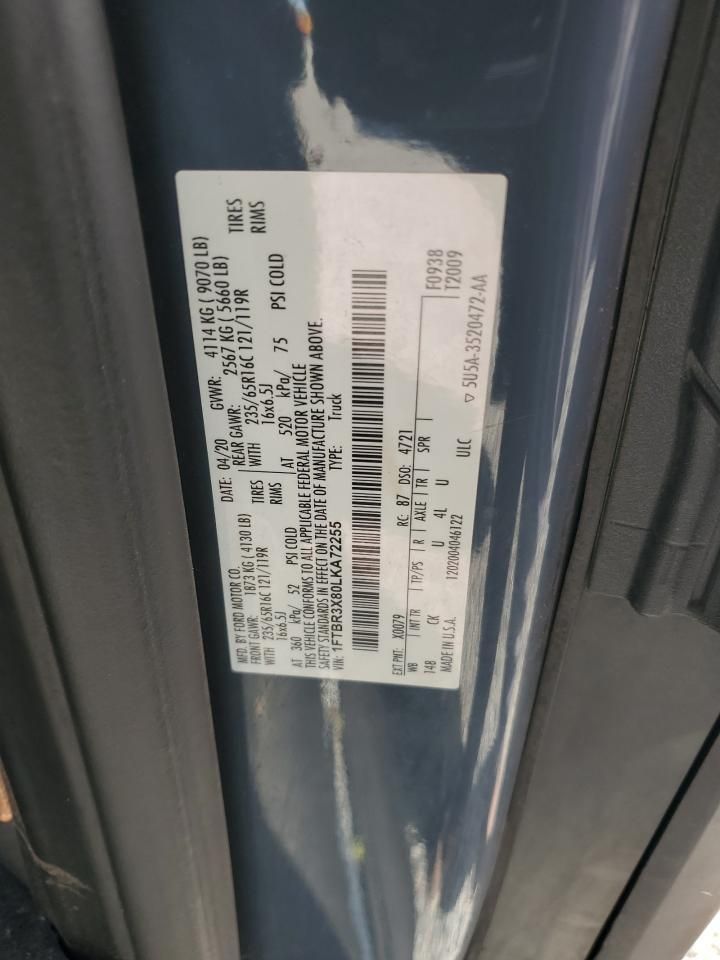 MFD. BY FORD MOTOR CO.
DATE: 04/20 GVWR: 4114 KG ( 9070 LB)
FRONT GAWR: 1873 KG ( 4130 LB) REAR GAWR: 2567 KG ( 5660 LB)
WITH 235/65R16C 121/119R TIRES WITH 235/65R16C 121/119R TIRES
16x6.5J RIMS 16x6.5J RIMS
AT 360 kPa/ 52 PSI COLD AT 520 kPa/ 75 PSI COLD
THIS VEHICLE CONFORMS TO ALL APPLICABLE FEDERAL MOTOR VEHICLE
SAFETY STANDARDS IN EFFECT ON THE DATE OF MANUFACTURE SHOWN ABOVE.
VIN: 1FTBR3X80LKA72255 TYPE: Truck
EXT PNT: X0079 RC: 87 DSO: 4721 F0938
WB INT TR TP/PS R AXLE TR SPR T2009
148 CK U 4L U
MADE IN U.S.A. 1202004046122 ULC ▽ 5U5A-3520472-AA